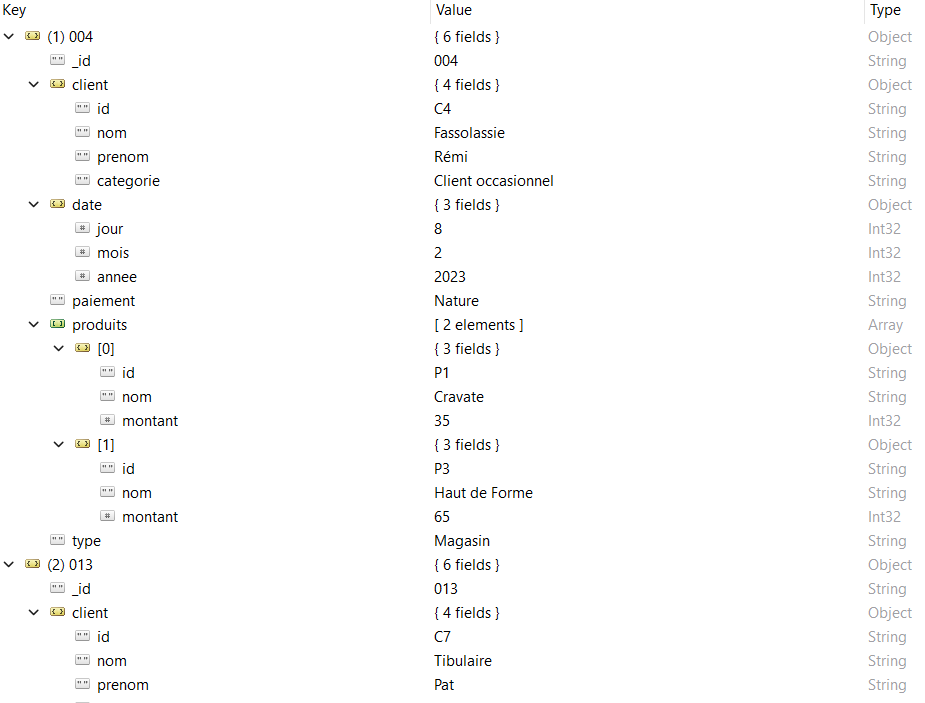 Key Value Type
(1) 004 { 6 fields } Object
_id 004 String
client { 4 fields } Object
id C4 String
nom Fassolassie String
prenom Rémi String
categorie Client occasionnel String
date { 3 fields } Object
jour 8 Int32
mois 2 Int32
annee 2023 Int32
paiement Nature String
produits [ 2 elements ] Array
[0] { 3 fields } Object
id P1 String
nom Cravate String
montant 35 Int32
[1] { 3 fields } Object
id P3 String
nom Haut de Forme String
montant 65 Int32
type Magasin String
(2) 013 { 6 fields } Object
_id 013 String
client { 4 fields } Object
id C7 String
nom Tibulaire String
prenom Pat String